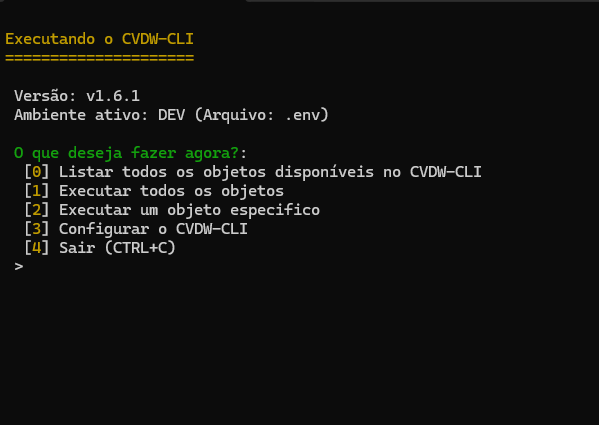 Executando o CVDW-CLI
=====================
Versão: v1.6.1
Ambiente ativo: DEV (Arquivo: .env)
O que deseja fazer agora?:
[0] Listar todos os objetos disponíveis no CVDW-CLI
[1] Executar todos os objetos
[2] Executar um objeto especifico
[3] Configurar o CVDW-CLI
[4] Sair (CTRL+C)
>